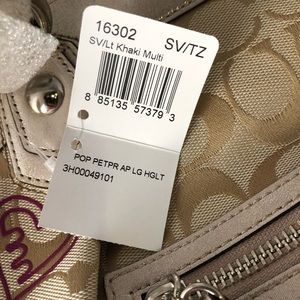 16302 SV/TZ
SV/Lt Khaki Multi
8 85135 57379 3
POP PETPR AP LG HGLT
3H00049101